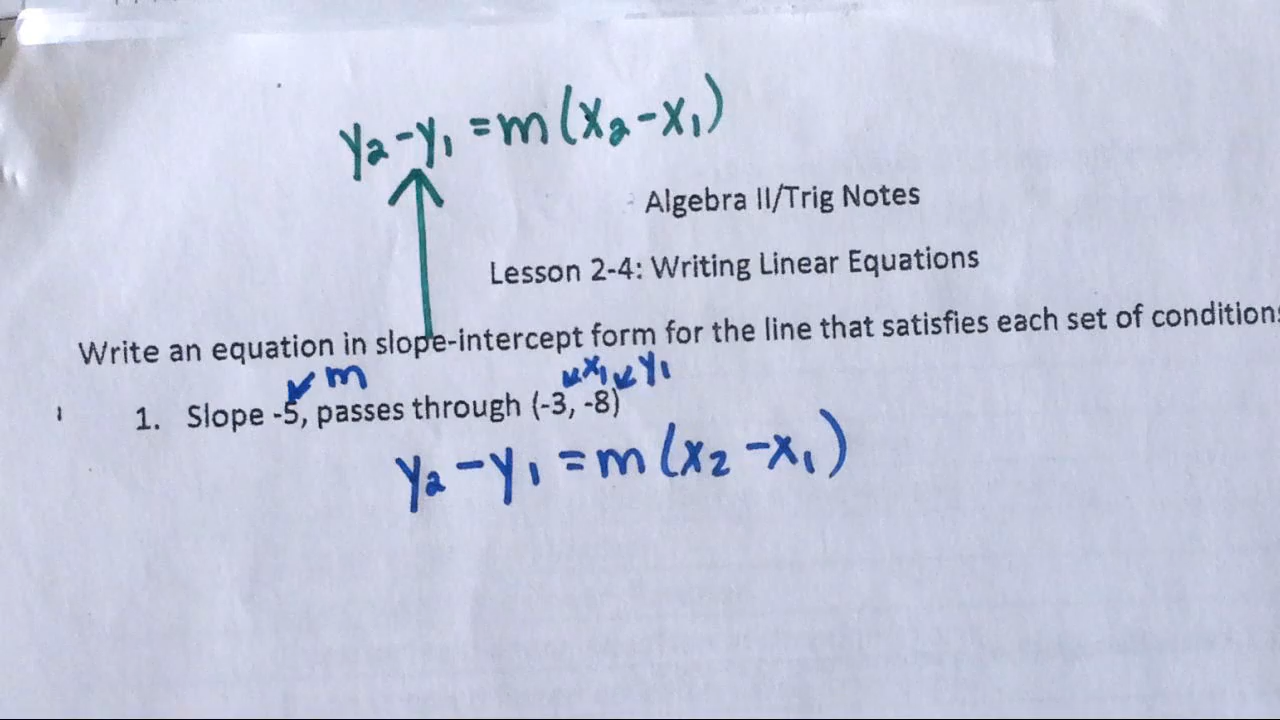 y₂ - y₁ = m(x₂ - x₁)
Algebra II/Trig Notes
Lesson 2-4: Writing Linear Equations
Write an equation in slope-intercept form for the line that satisfies each set of condition
m x₁ y₁
1. Slope -5, passes through (-3, -8)
y₂ - y₁ = m(x₂ - x₁)